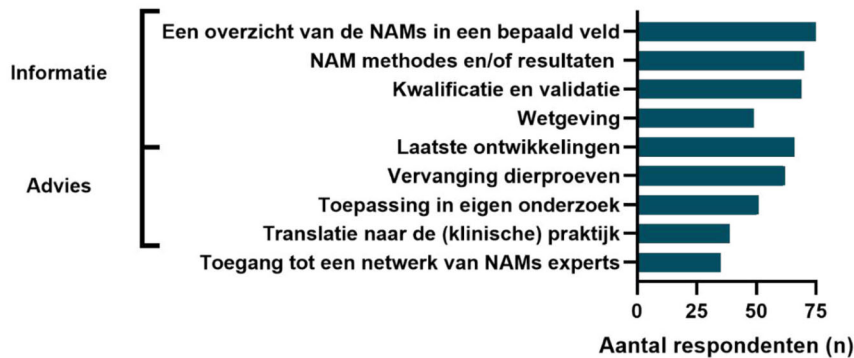 Informatie
Een overzicht van de NAMs in een bepaald veld
NAM methodes en/of resultaten
Kwalificatie en validatie
Wetgeving
Laatste ontwikkelingen
Advies
Vervanging dierproeven
Toepassing in eigen onderzoek
Translatie naar de (klinische) praktijk
Toegang tot een netwerk van NAMs experts
0 25 50 75
Aantal respondenten (n)